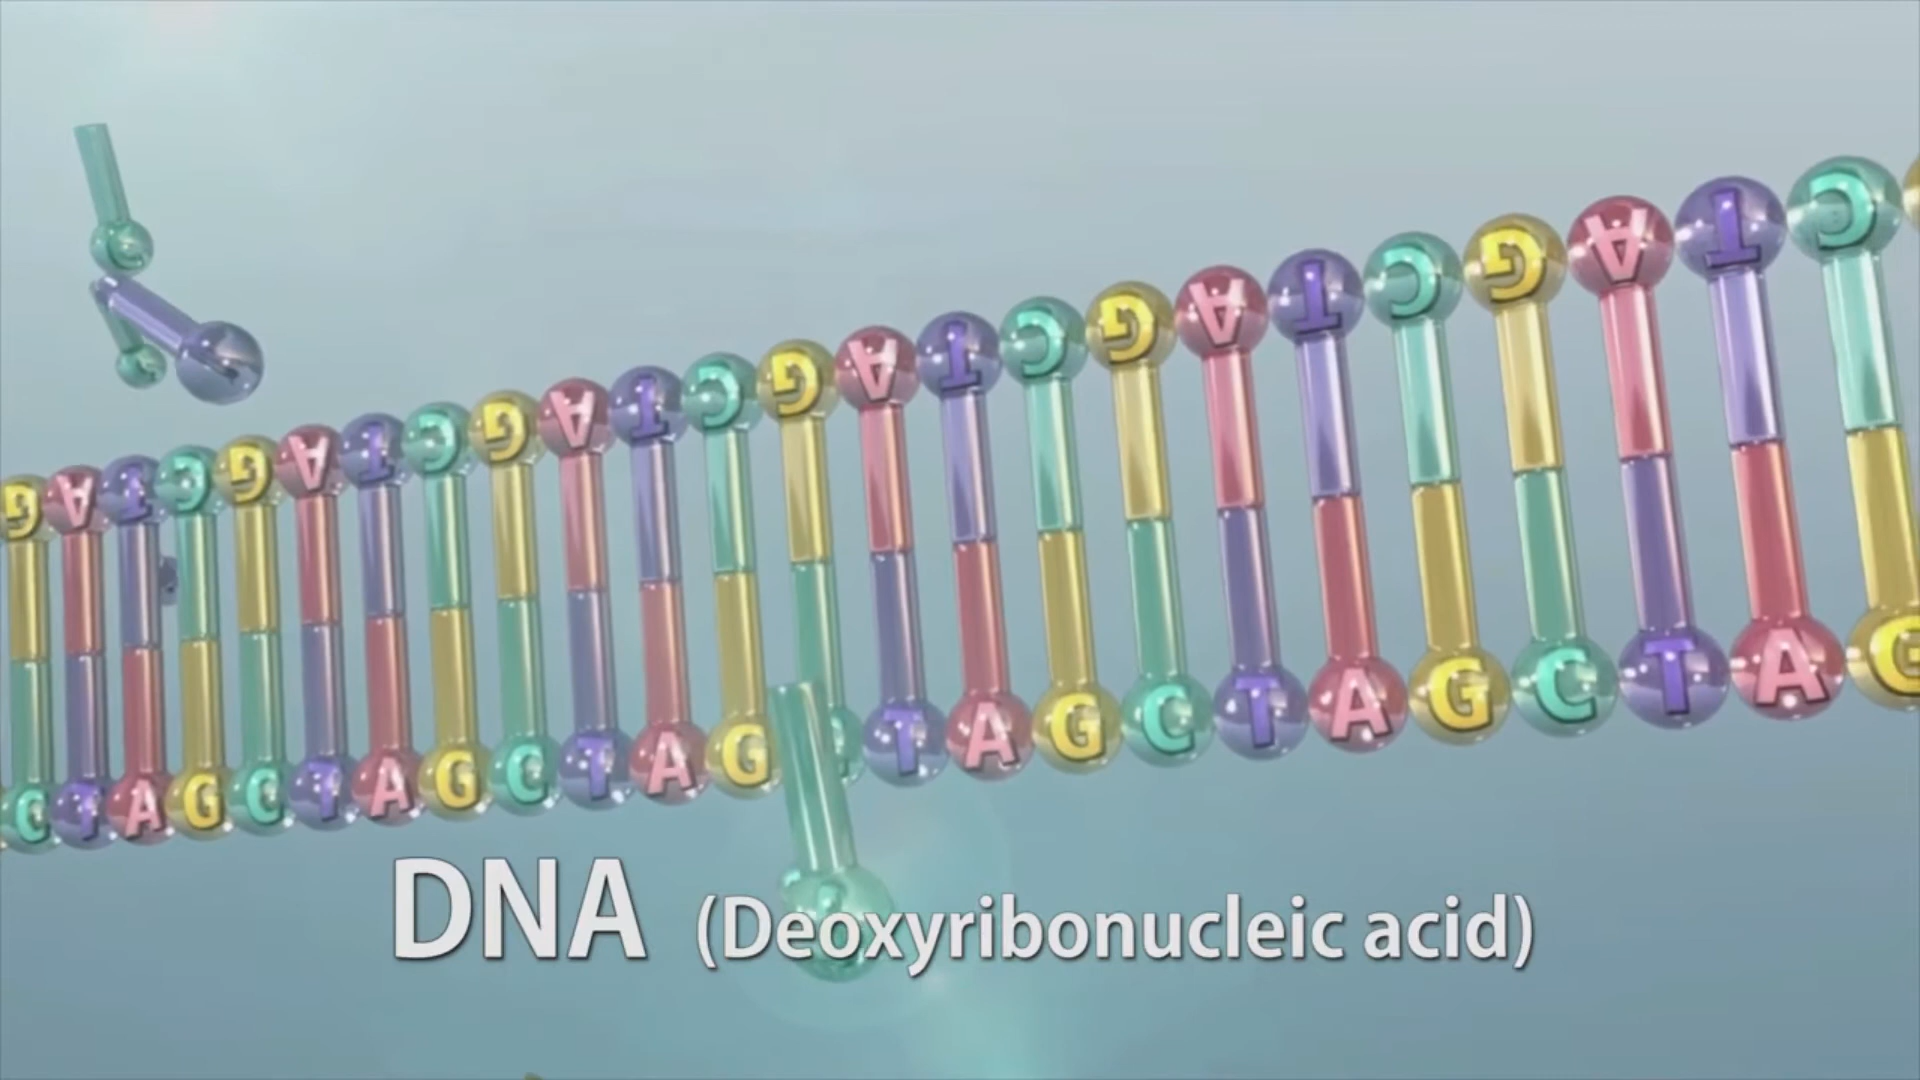 G A T C G A T C G A T C G A T C G A T C G A T C
C T A G C T A G C T A G C T A G C T A G C T A G
C
DNA (Deoxyribonucleic acid)